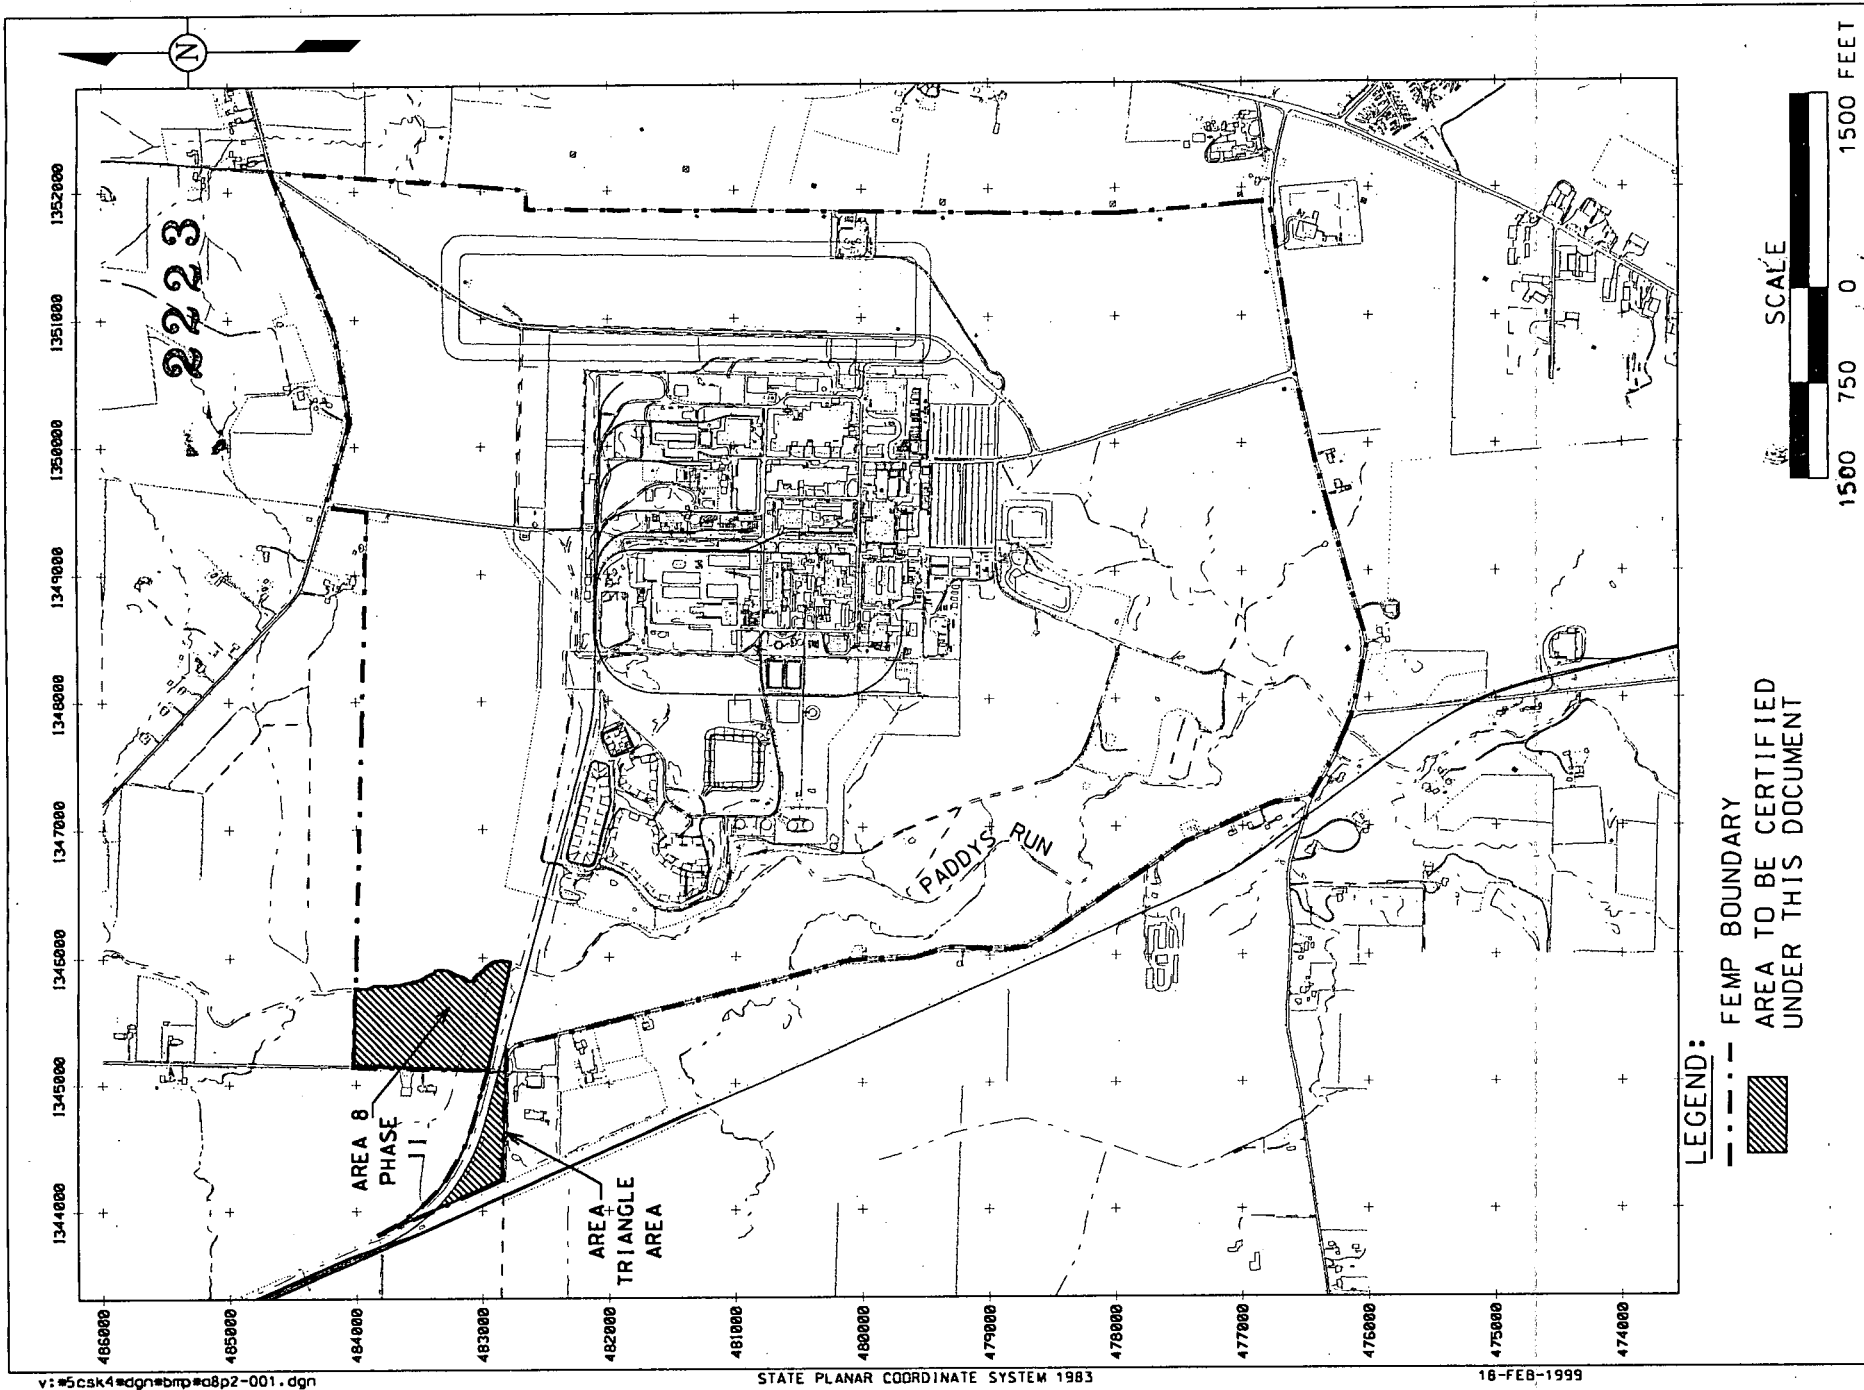 N
2223
1344000
1345000
1346000
1347000
1348000
1349000
1350000
1351000
1352000
486000
485000
484000
483000
482000
481000
480000
479000
478000
477000
476000
475000
474000
AREA 8
PHASE
II
AREA
TRIANGLE
AREA
PADDYS RUN
LEGEND:
FEMP BOUNDARY
AREA TO BE CERTIFIED
UNDER THIS DOCUMENT
SCALE
1500 750 0 1500 FEET
v:#5csk4#dgn#bmp#a8p2-001.dgn
STATE PLANAR COORDINATE SYSTEM 1983
16-FEB-1999